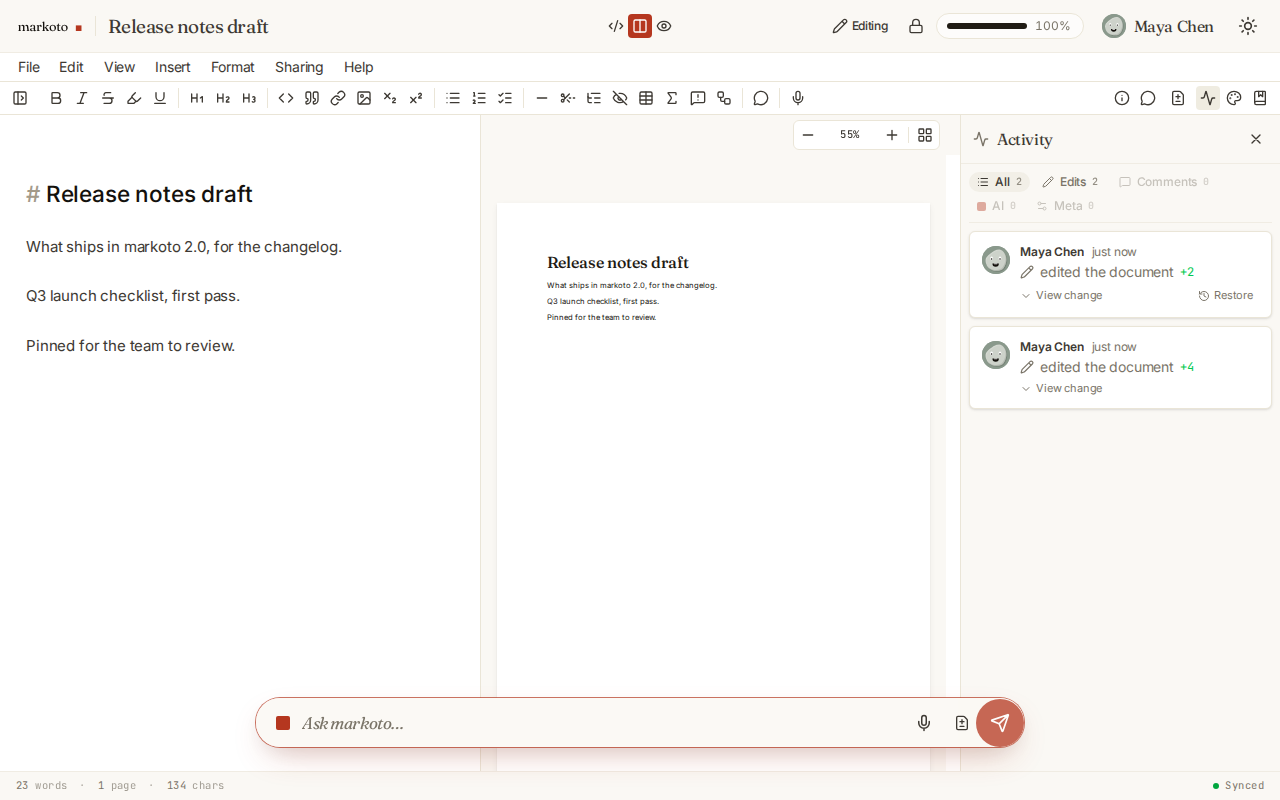 markoto
Release notes draft
Editing
100%
Maya Chen
File Edit View Insert Format Sharing Help
H1 H2 H3
55%
Activity
All 2 Edits 2 Comments 0
AI 0 Meta 0
# Release notes draft
What ships in markoto 2.0, for the changelog.
Q3 launch checklist, first pass.
Pinned for the team to review.
Release notes draft
What ships in markoto 2.0, for the changelog.
Q3 launch checklist, first pass.
Pinned for the team to review.
Maya Chen just now
edited the document +2
View change Restore
Maya Chen just now
edited the document +4
View change
Ask markoto...
23 words · 1 page · 134 chars
Synced